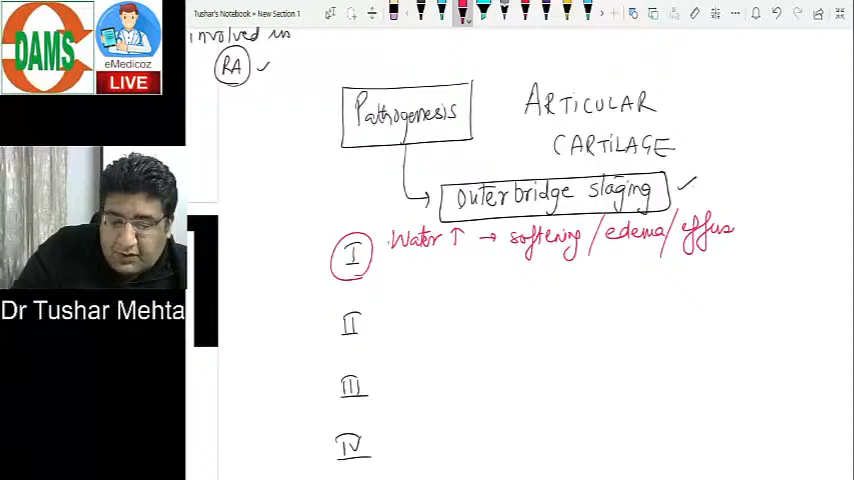 Tushar's Notebook » New Section 1
DAMS
eMedicoz
LIVE
involved in
RA ✓
Pathogenesis
ARTICULAR
CARTILAGE
Outerbridge staging ✓
I Water ↑ → softening / edema / effus
II
III
IV
Dr Tushar Mehta